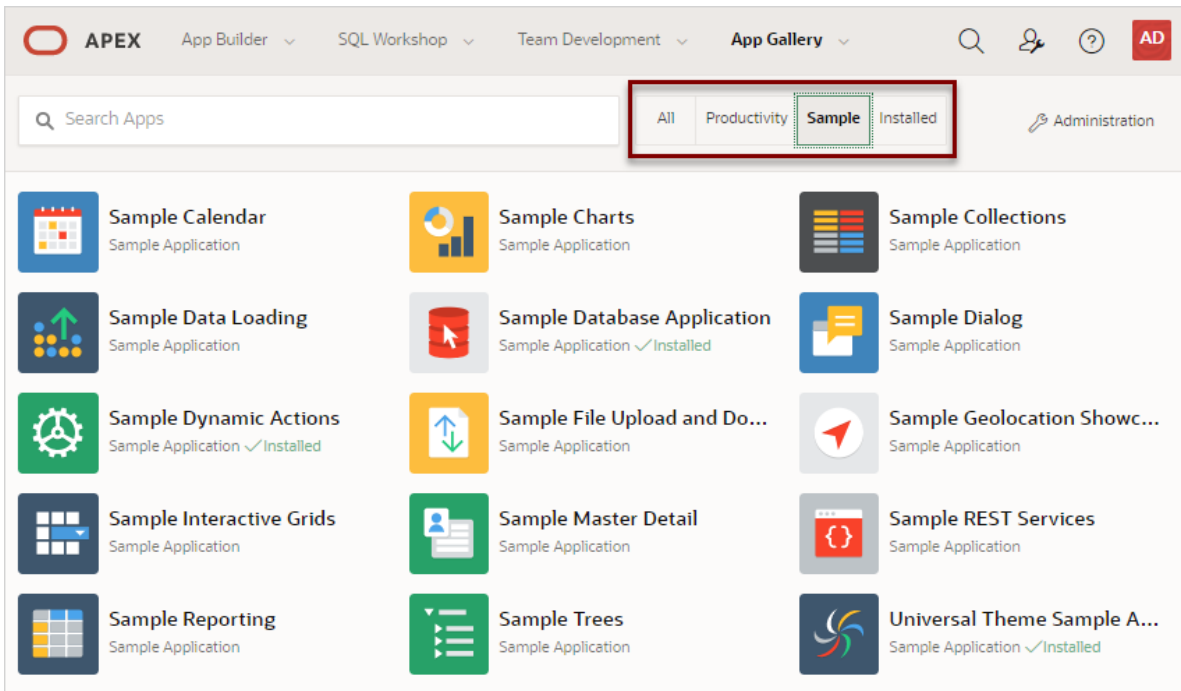 APEX App Builder SQL Workshop Team Development App Gallery AD
Search Apps All Productivity Sample Installed Administration
Sample Calendar Sample Charts Sample Collections
Sample Application Sample Application Sample Application
Sample Data Loading Sample Database Application Sample Dialog
Sample Application Sample Application ✓Installed Sample Application
Sample Dynamic Actions Sample File Upload and Do... Sample Geolocation Showc...
Sample Application ✓Installed Sample Application Sample Application
Sample Interactive Grids Sample Master Detail Sample REST Services
Sample Application Sample Application Sample Application
Sample Reporting Sample Trees Universal Theme Sample A...
Sample Application Sample Application Sample Application ✓Installed